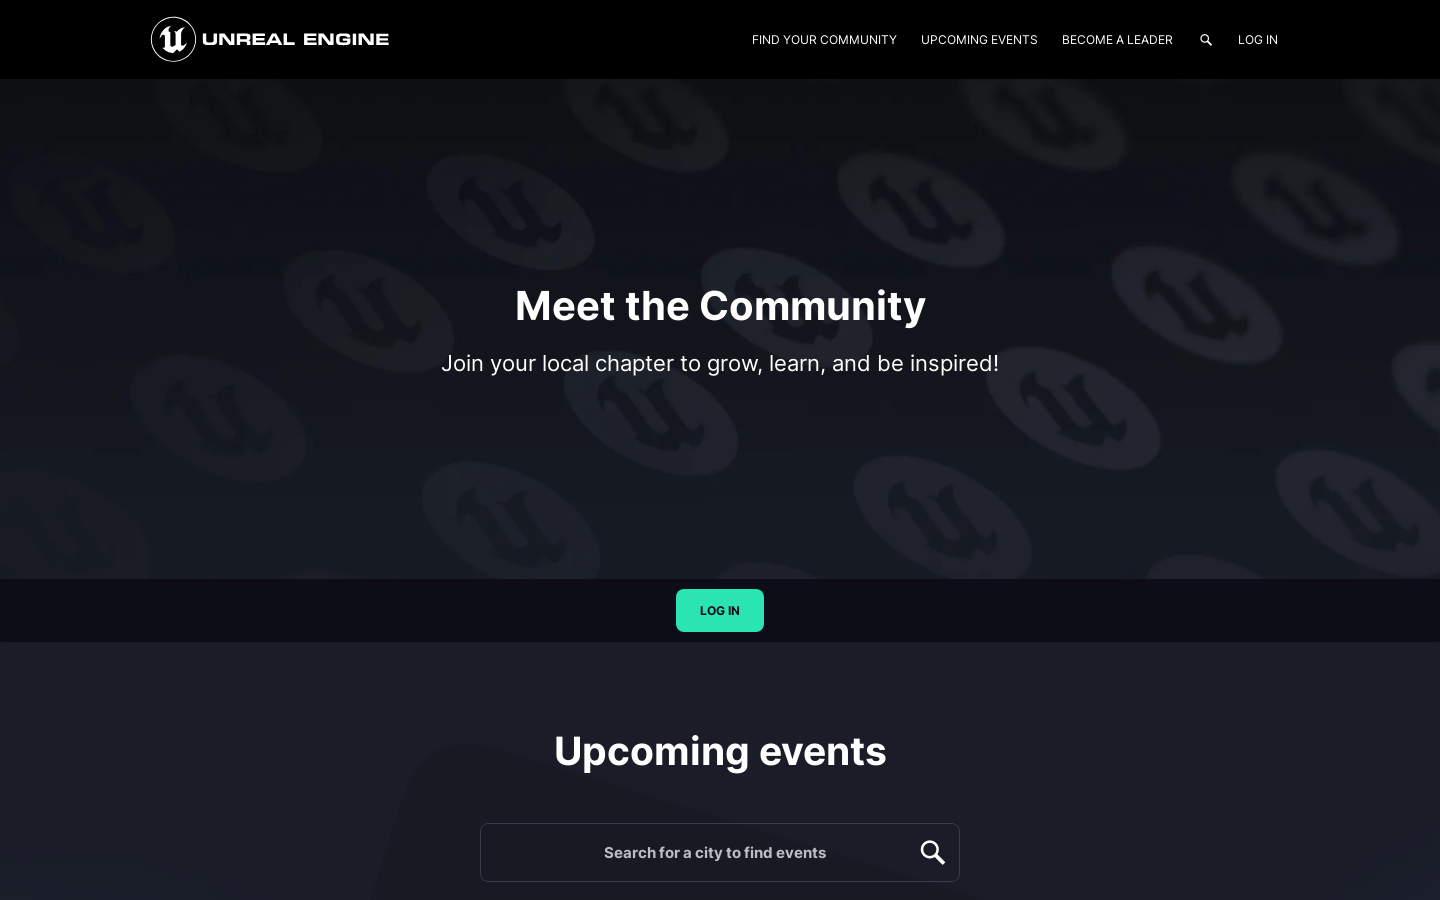 UNREAL ENGINE
FIND YOUR COMMUNITY
UPCOMING EVENTS
BECOME A LEADER
LOG IN
Meet the Community
Join your local chapter to grow, learn, and be inspired!
LOG IN
Upcoming events
Search for a city to find events